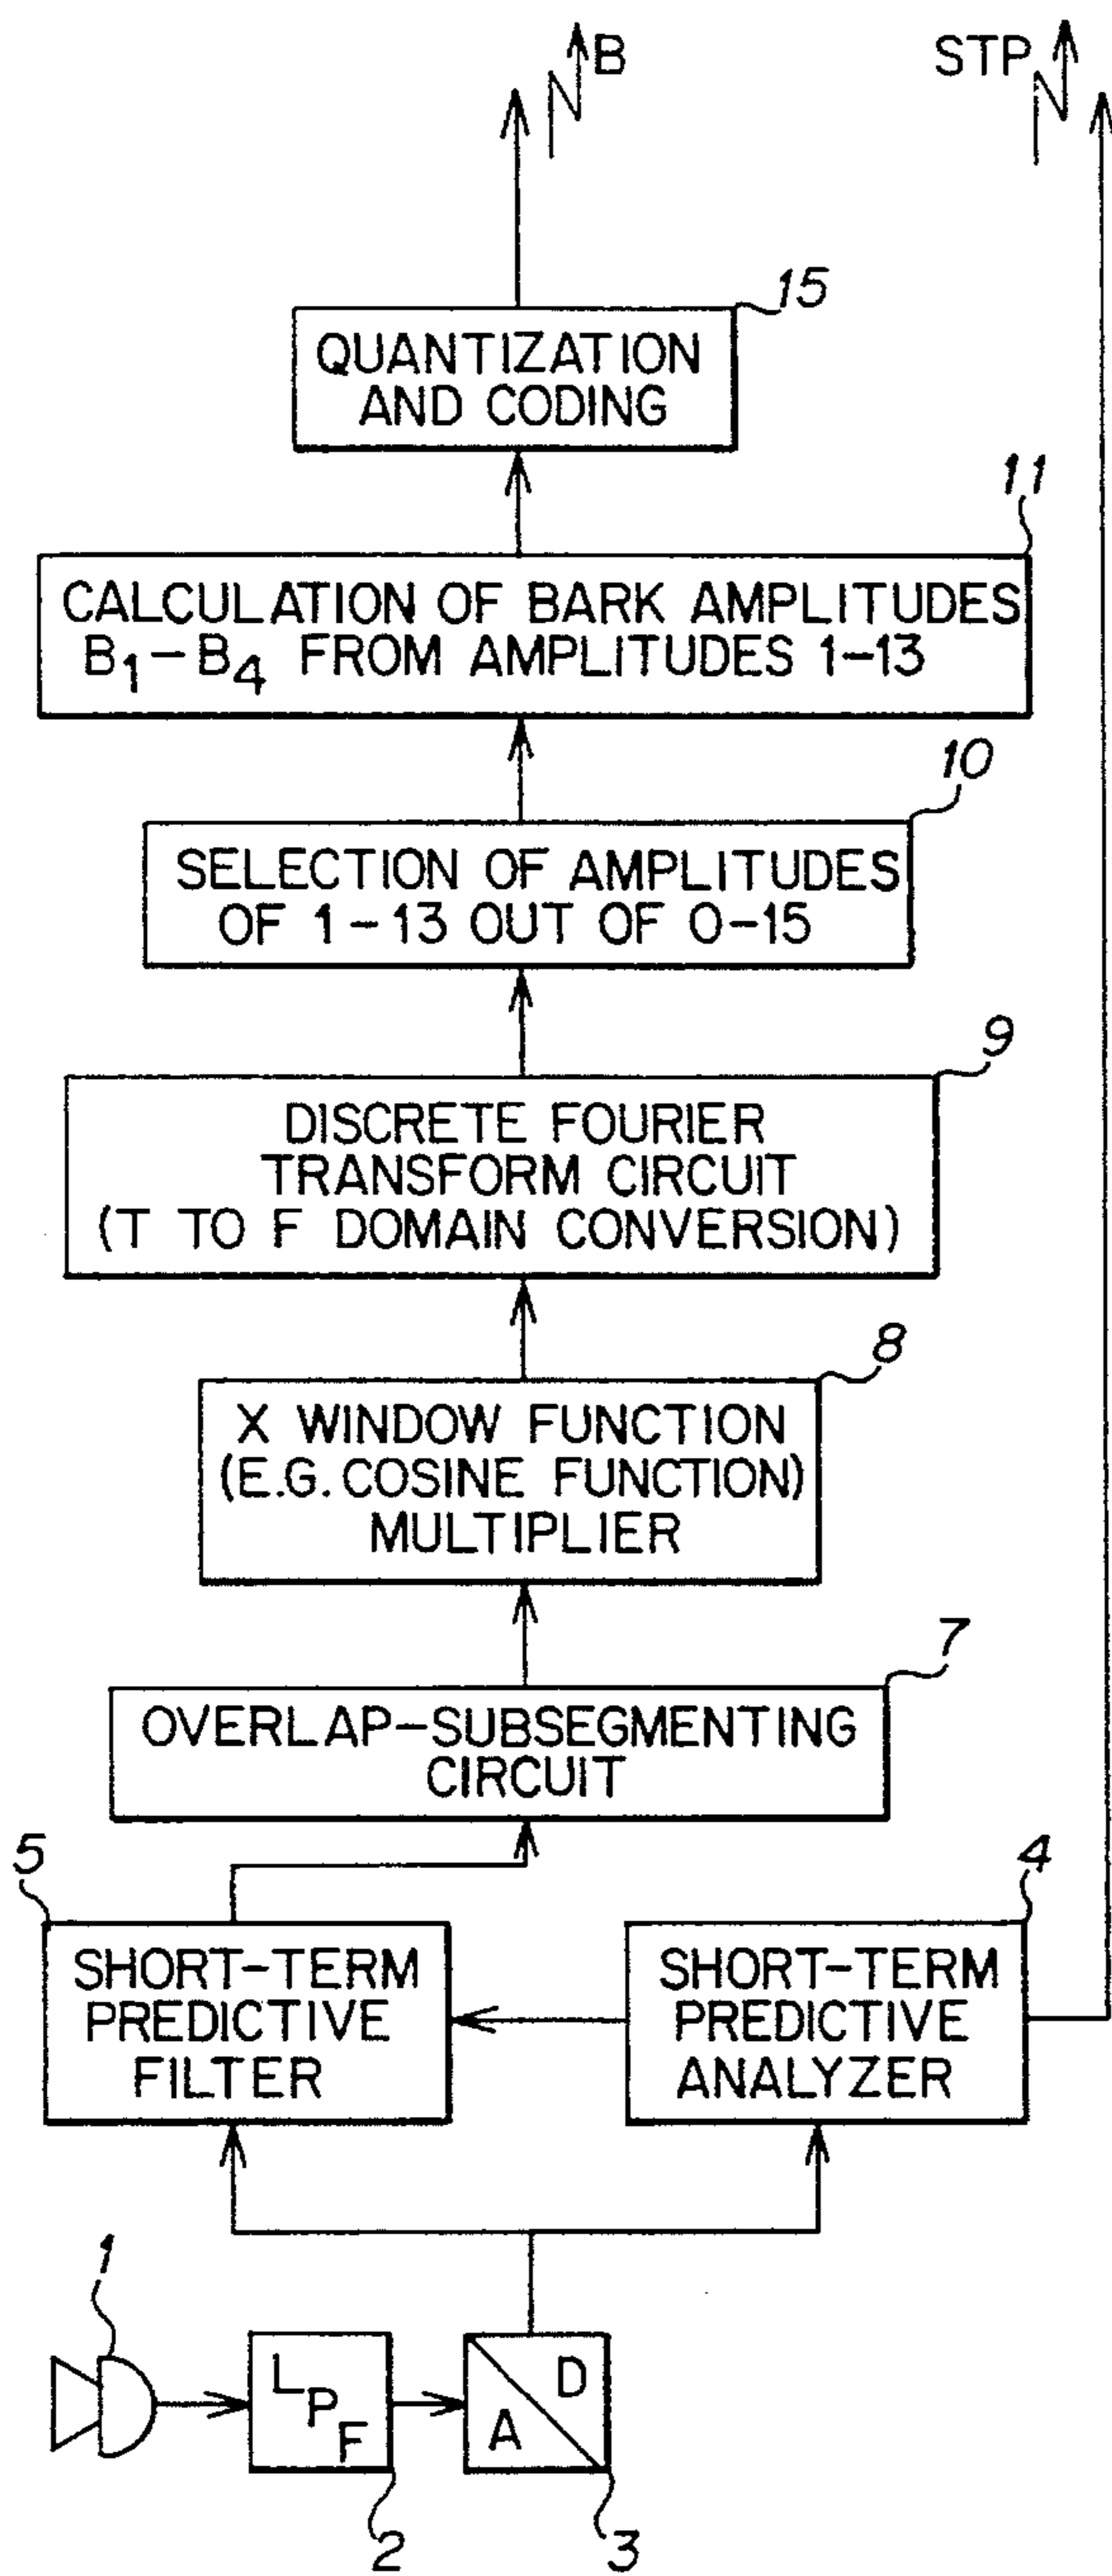 B
STP
15
QUANTIZATION
AND CODING
11
CALCULATION OF BARK AMPLITUDES
B1-B4 FROM AMPLITUDES 1-13
10
SELECTION OF AMPLITUDES
OF 1-13 OUT OF 0-15
9
DISCRETE FOURIER
TRANSFORM CIRCUIT
(T TO F DOMAIN CONVERSION)
8
X WINDOW FUNCTION
(E.G. COSINE FUNCTION)
MULTIPLIER
7
OVERLAP-SUBSEGMENTING
CIRCUIT
5
SHORT-TERM
PREDICTIVE
FILTER
4
SHORT-TERM
PREDICTIVE
ANALYZER
1
LPF
2
A
D
3